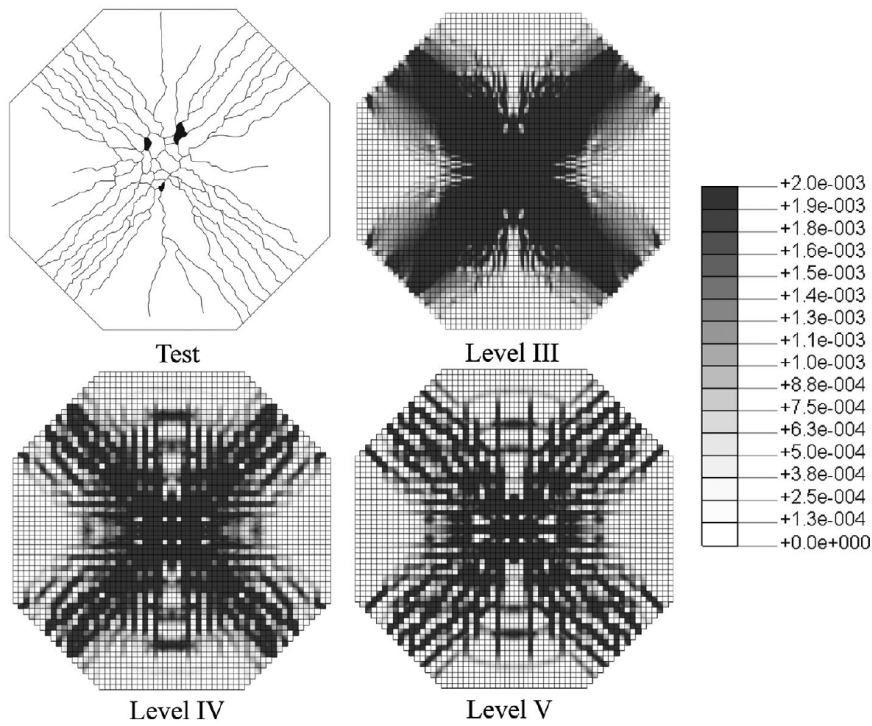 Test
Level III
Level IV
Level V
+2.0e-003
+1.9e-003
+1.8e-003
+1.6e-003
+1.5e-003
+1.4e-003
+1.3e-003
+1.1e-003
+1.0e-003
+8.8e-004
+7.5e-004
+6.3e-004
+5.0e-004
+3.8e-004
+2.5e-004
+1.3e-004
+0.0e+000